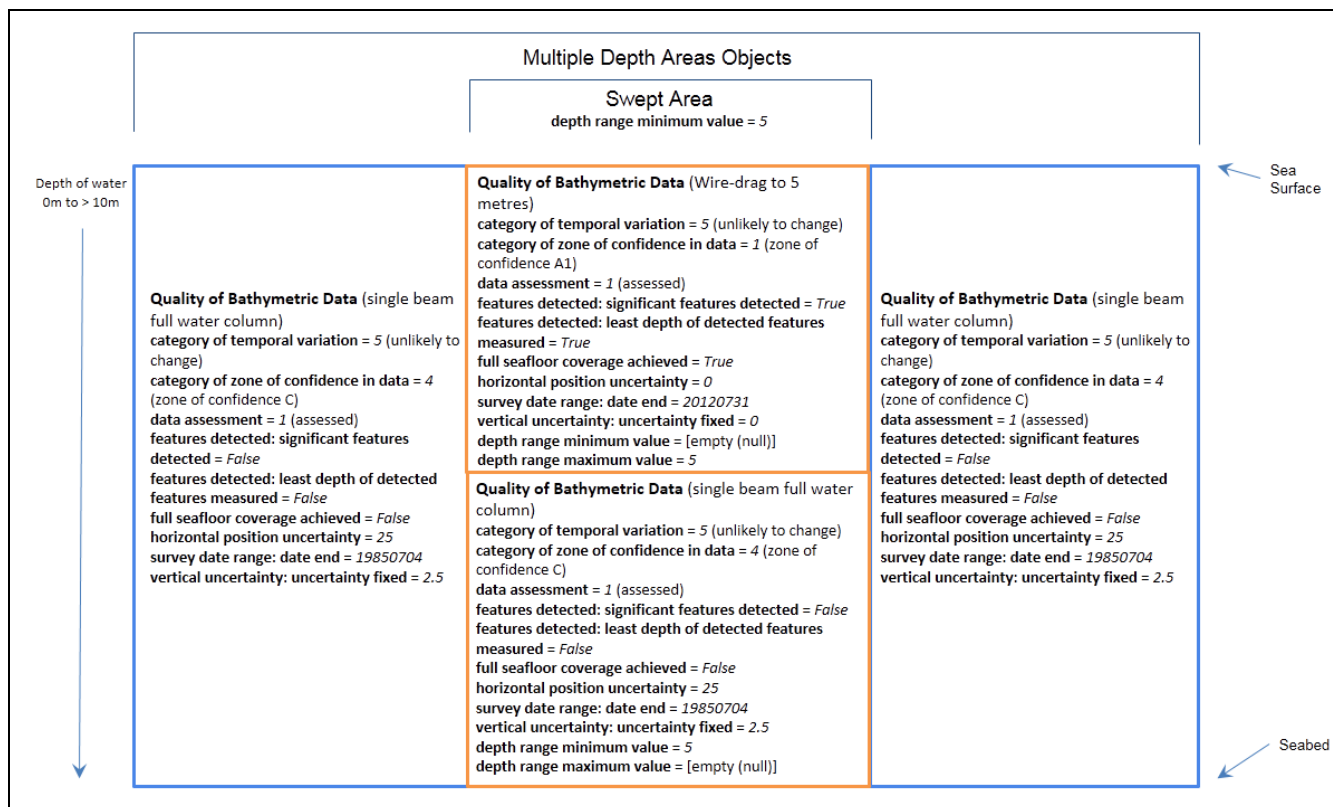 Multiple Depth Areas Objects
Swept Area
depth range minimum value = 5
Depth of water
0m to > 10m
Sea
Surface
Quality of Bathymetric Data (single beam
full water column)
category of temporal variation = 5 (unlikely to
change)
category of zone of confidence in data = 4
(zone of confidence C)
data assessment = 1 (assessed)
features detected: significant features
detected = False
features detected: least depth of detected
features measured = False
full seafloor coverage achieved = False
horizontal position uncertainty = 25
survey date range: date end = 19850704
vertical uncertainty: uncertainty fixed = 2.5
Quality of Bathymetric Data (Wire-drag to 5
metres)
category of temporal variation = 5 (unlikely to change)
category of zone of confidence in data = 1 (zone of
confidence A1)
data assessment = 1 (assessed)
features detected: significant features detected = True
features detected: least depth of detected features
measured = True
full seafloor coverage achieved = True
horizontal position uncertainty = 0
survey date range: date end = 20120731
vertical uncertainty: uncertainty fixed = 0
depth range minimum value = [empty (null)]
depth range maximum value = 5
Quality of Bathymetric Data (single beam full water
column)
category of temporal variation = 5 (unlikely to change)
category of zone of confidence in data = 4 (zone of
confidence C)
data assessment = 1 (assessed)
features detected: significant features detected = False
features detected: least depth of detected features
measured = False
full seafloor coverage achieved = False
horizontal position uncertainty = 25
survey date range: date end = 19850704
vertical uncertainty: uncertainty fixed = 2.5
depth range minimum value = 5
depth range maximum value = [empty (null)]
Quality of Bathymetric Data (single beam
full water column)
category of temporal variation = 5 (unlikely to
change)
category of zone of confidence in data = 4
(zone of confidence C)
data assessment = 1 (assessed)
features detected: significant features
detected = False
features detected: least depth of detected
features measured = False
full seafloor coverage achieved = False
horizontal position uncertainty = 25
survey date range: date end = 19850704
vertical uncertainty: uncertainty fixed = 2.5
Seabed